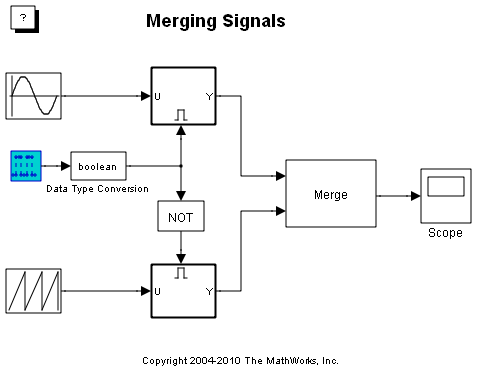 ?
Merging Signals
U
Y
boolean
Data Type Conversion
NOT
Merge
Scope
U
Y
Copyright 2004-2010 The MathWorks, Inc.